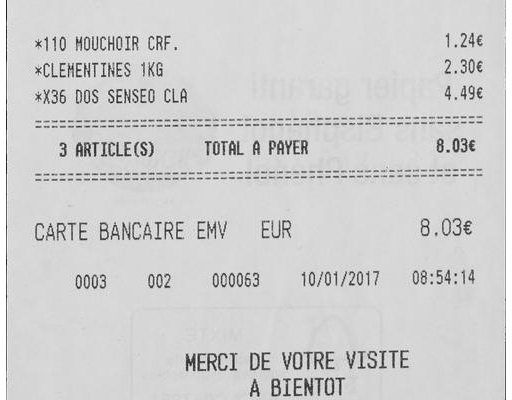 *110 MOUCHOIR CRF. 1.24€
*CLEMENTINES 1KG 2.30€
*X36 DOS SENSEO CLA 4.49€
==========================================
3 ARTICLE(S) TOTAL A PAYER 8.03€
==========================================
CARTE BANCAIRE EMV EUR 8.03€
0003 002 000063 10/01/2017 08:54:14
MERCI DE VOTRE VISITE
A BIENTOT